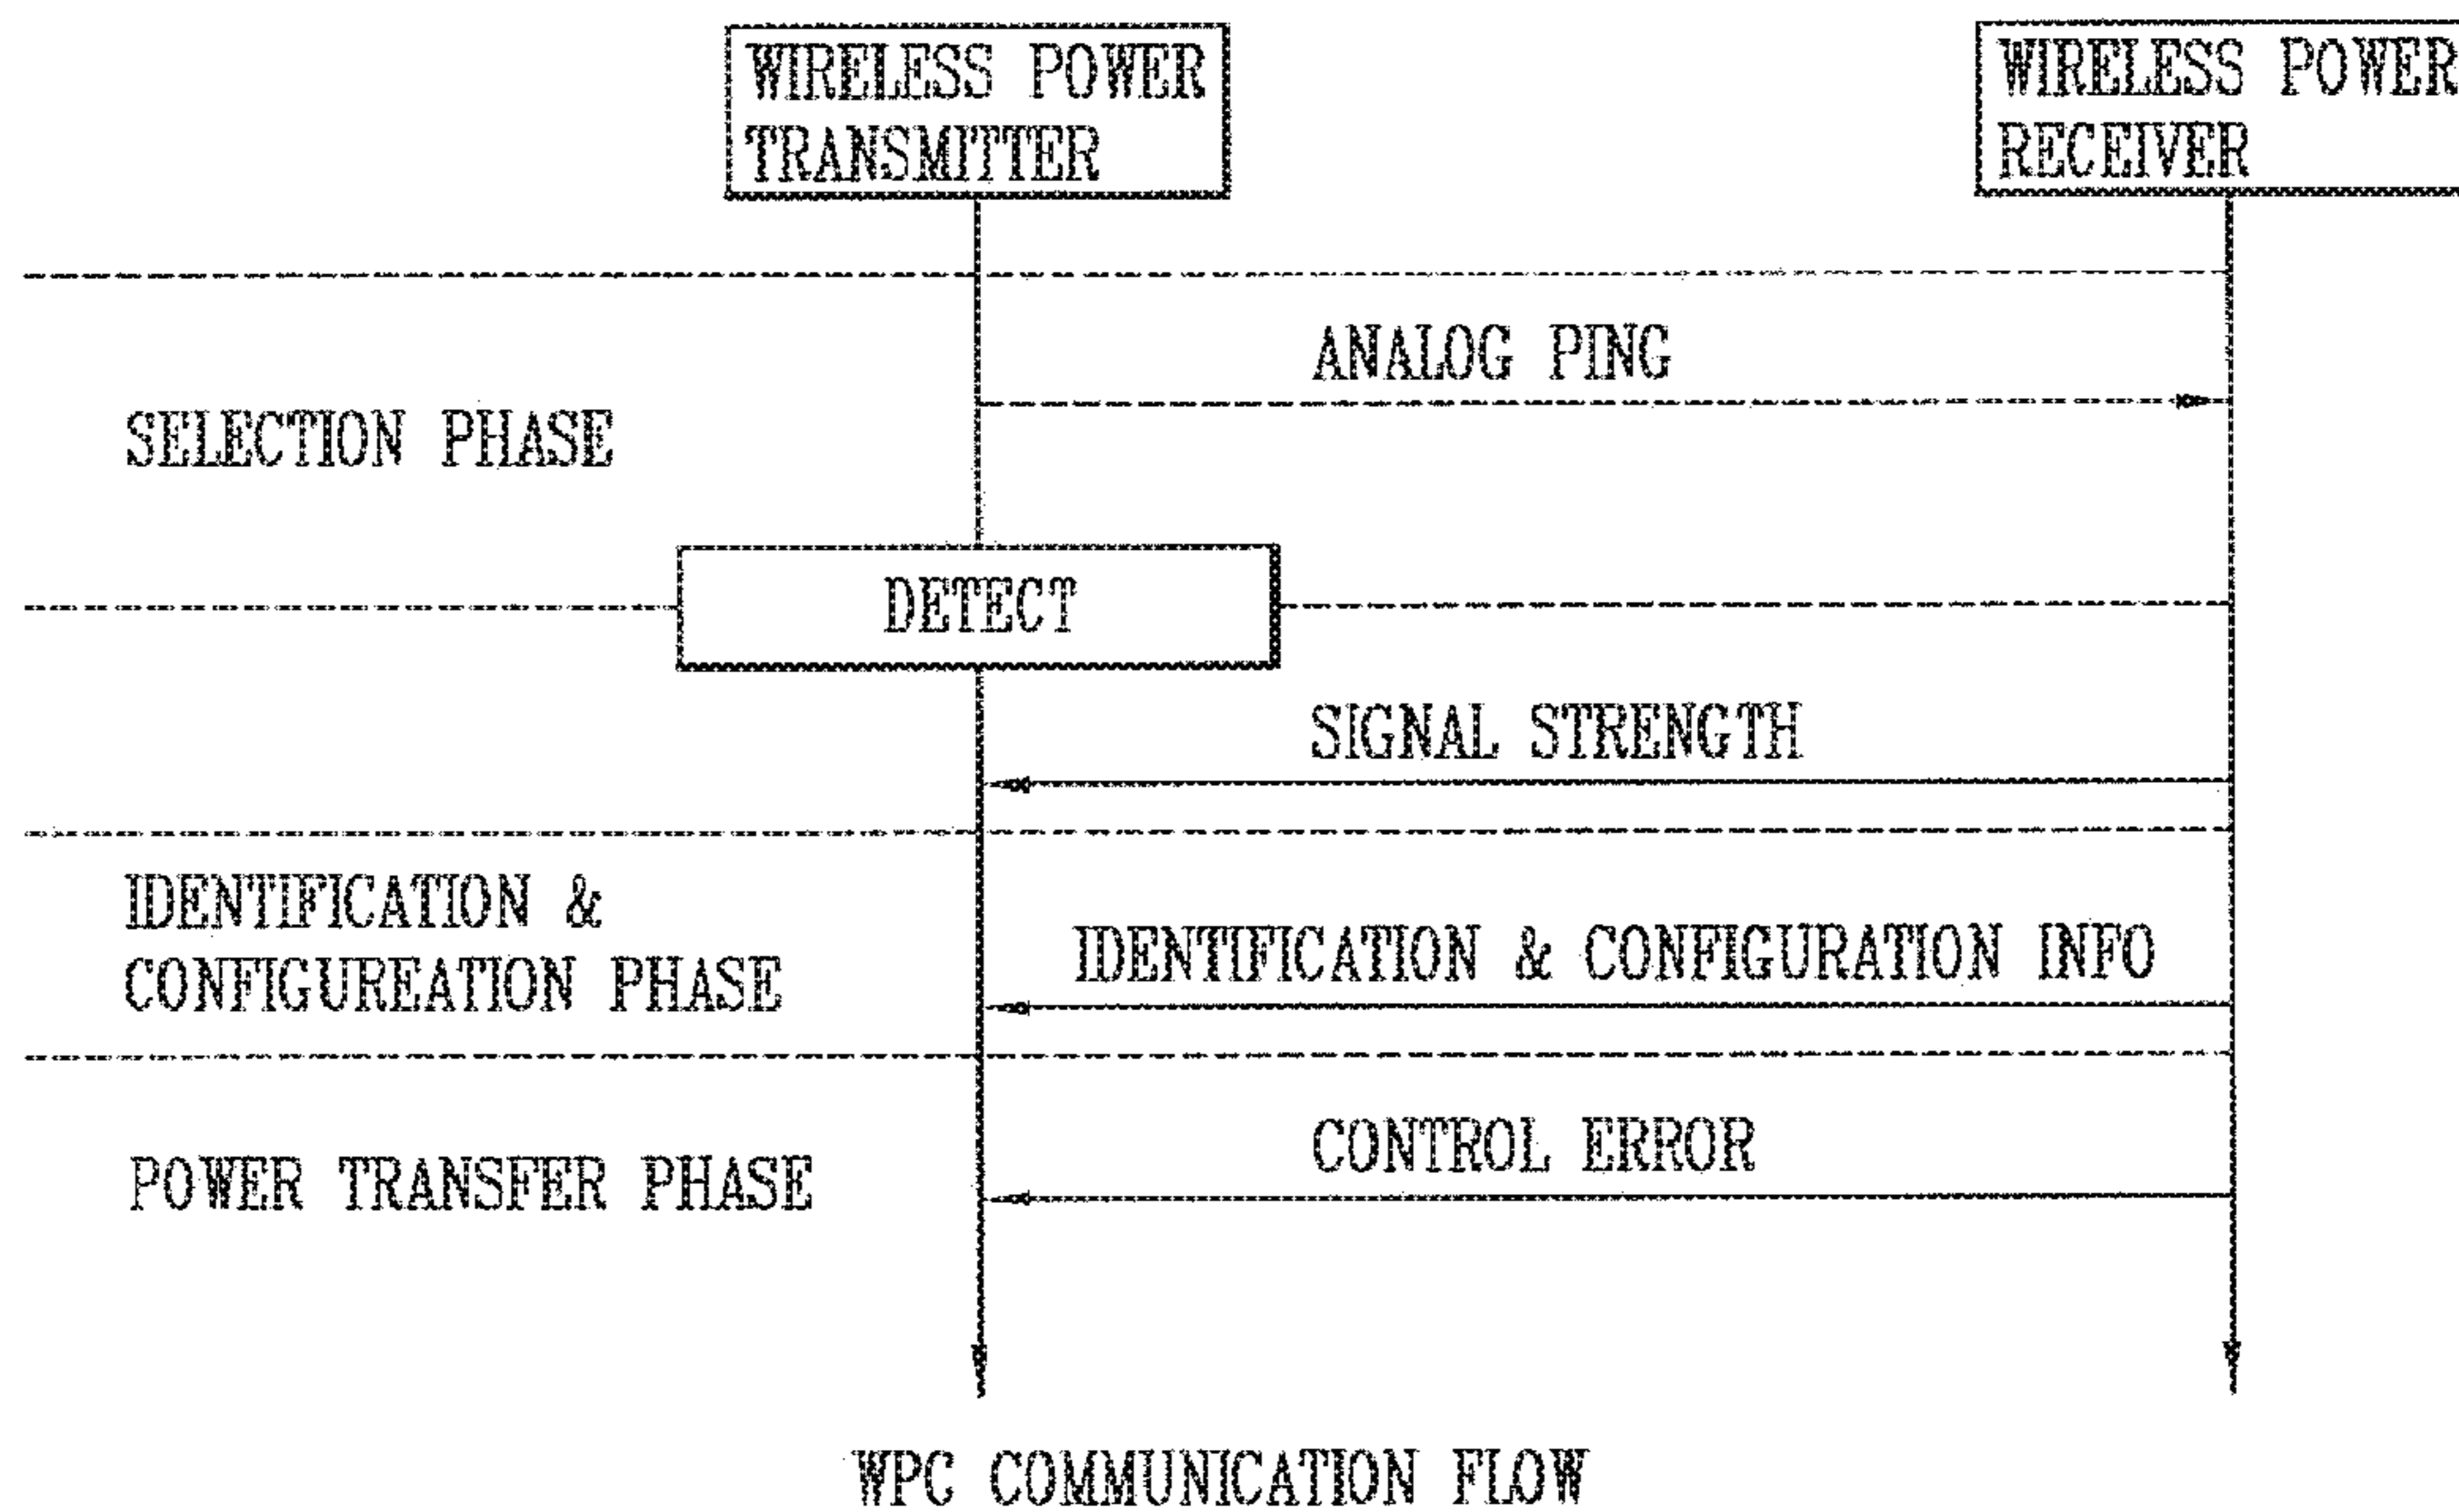 WIRELESS POWER
TRANSMITTER
WIRELESS POWER
RECEIVER
ANALOG PING
SELECTION PHASE
DETECT
SIGNAL STRENGTH
IDENTIFICATION &
CONFIGUREATION PHASE
IDENTIFICATION & CONFIGURATION INFO
CONTROL ERROR
POWER TRANSFER PHASE
WPC COMMUNICATION FLOW